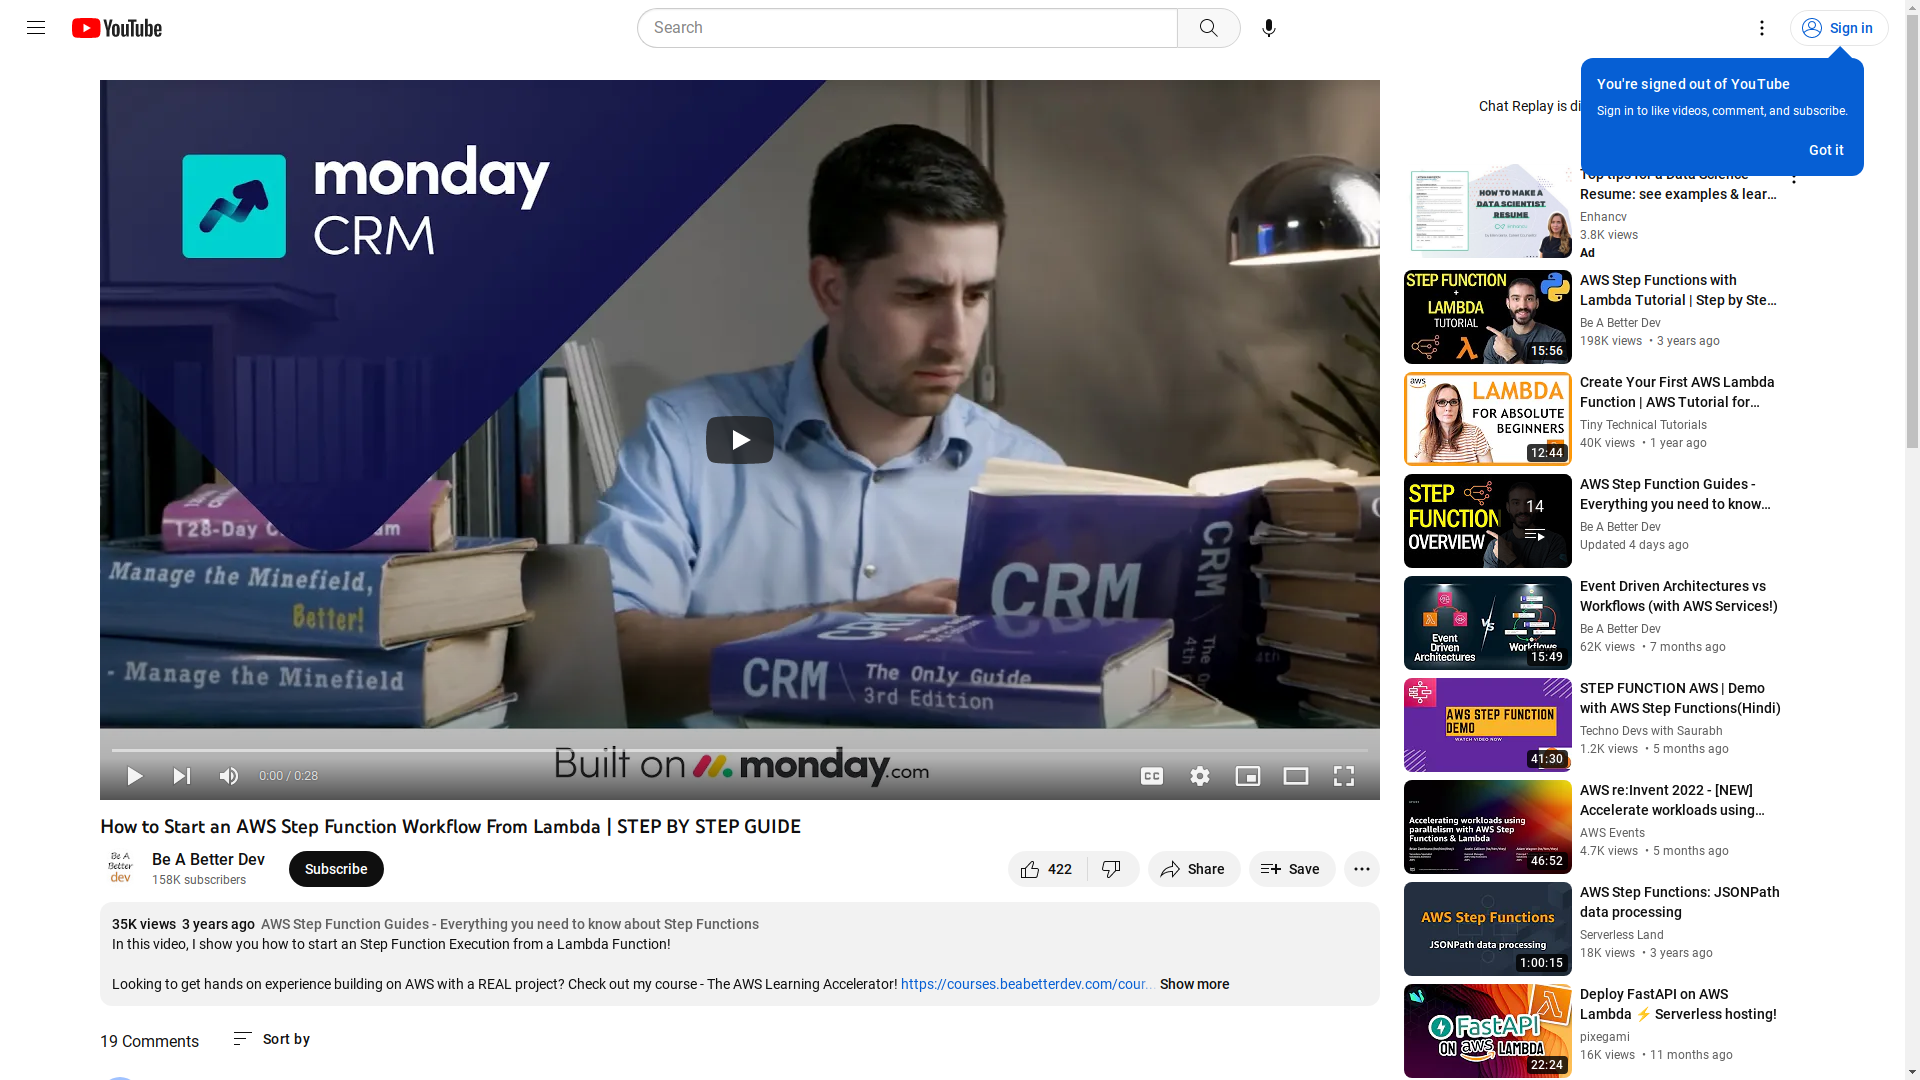 YouTube
Search
Sign in
You're signed out of YouTube
Sign in to like videos, comment, and subscribe.
Got it
Chat Replay is di
monday
CRM
128-Day
Manage the Minefield,
Better!
- Manage the Minefield
CRM
CRM
CRM
The Only Guide
3rd Edition
4th
Built on monday.com
0:00 / 0:28
How to Start an AWS Step Function Workflow From Lambda | STEP BY STEP GUIDE
Be A
Better
dev
Be A Better Dev
158K subscribers
Subscribe
422
Share
Save
35K views 3 years ago AWS Step Function Guides - Everything you need to know about Step Functions
In this video, I show you how to start an Step Function Execution from a Lambda Function!
Looking to get hands on experience building on AWS with a REAL project? Check out my course - The AWS Learning Accelerator! https://courses.beabetterdev.com/cour... Show more
19 Comments
Sort by
HOW TO MAKE A
DATA SCIENTIST
RESUME
Top tips for a Data Science
Resume: see examples & lear...
Enhancv
3.8K views
Ad
STEP FUNCTION
+
LAMBDA
TUTORIAL
15:56
AWS Step Functions with
Lambda Tutorial | Step by Ste...
Be A Better Dev
198K views • 3 years ago
aws
LAMBDA
FOR ABSOLUTE
BEGINNERS
12:44
Create Your First AWS Lambda
Function | AWS Tutorial for...
Tiny Technical Tutorials
40K views • 1 year ago
STEP
FUNCTION
OVERVIEW
14
AWS Step Function Guides -
Everything you need to know...
Be A Better Dev
Updated 4 days ago
Event
Driven
Architectures
VS
Workflows
15:49
Event Driven Architectures vs
Workflows (with AWS Services!)
Be A Better Dev
62K views • 7 months ago
AWS STEP FUNCTION
DEMO
WATCH VIDEO NOW
41:30
STEP FUNCTION AWS | Demo
with AWS Step Functions(Hindi)
Techno Devs with Saurabh
1.2K views • 5 months ago
Accelerating workloads using
parallelism with AWS Step
Functions & Lambda
46:52
AWS re:Invent 2022 - [NEW]
Accelerate workloads using...
AWS Events
4.7K views • 5 months ago
AWS Step Functions
JSONPath data processing
1:00:15
AWS Step Functions: JSONPath
data processing
Serverless Land
18K views • 3 years ago
FastAPI
ON aws LAMBDA
22:24
Deploy FastAPI on AWS
Lambda ⚡ Serverless hosting!
pixegami
16K views • 11 months ago